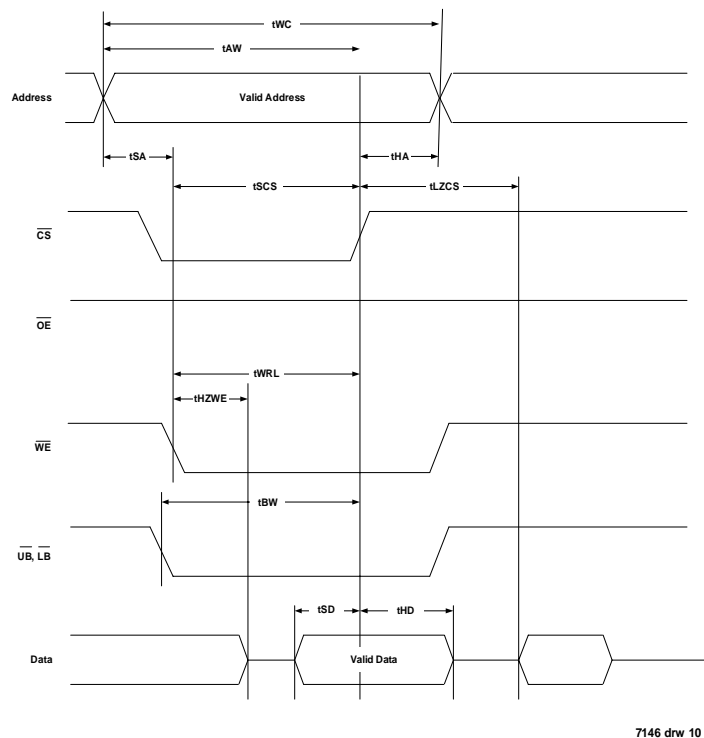 tWC
tAW
Address
Valid Address
tSA
tHA
tSCS
tLZCS
CS
OE
tWRL
tHZWE
WE
tBW
UB, LB
tSD
tHD
Data
Valid Data
7146 drw 10